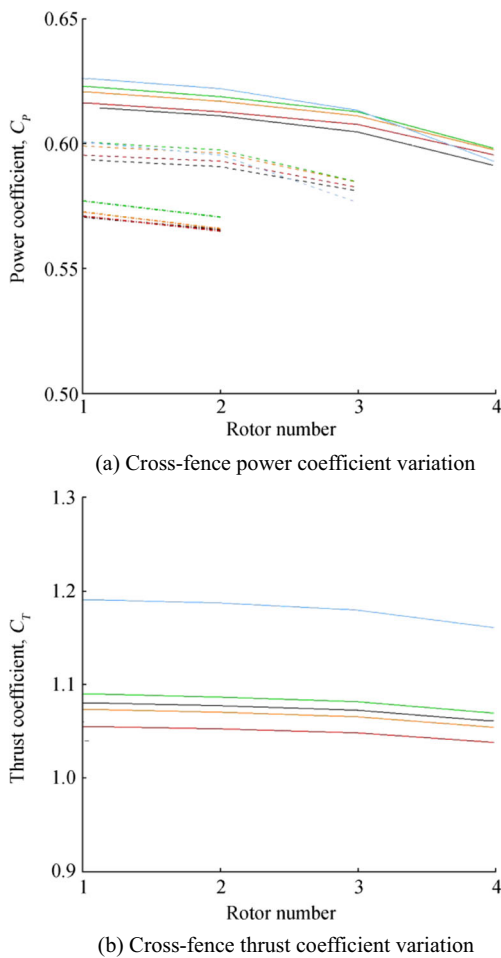 0.65
0.60
0.55
0.50
Power coefficient, C_P
1 2 3 4
Rotor number
(a) Cross-fence power coefficient variation
1.3
1.2
1.1
1.0
0.9
Thrust coefficient, C_T
1 2 3 4
Rotor number
(b) Cross-fence thrust coefficient variation